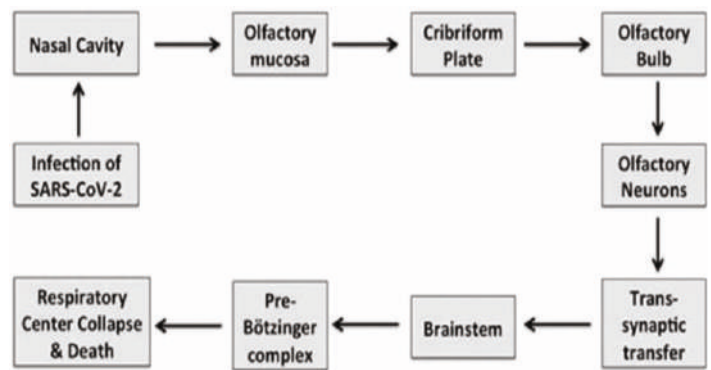 Infection of
SARS-CoV-2
Nasal Cavity
Olfactory
mucosa
Cribriform
Plate
Olfactory
Bulb
Olfactory
Neurons
Trans-
synaptic
transfer
Brainstem
Pre-
Bötzinger
complex
Respiratory
Center Collapse
& Death